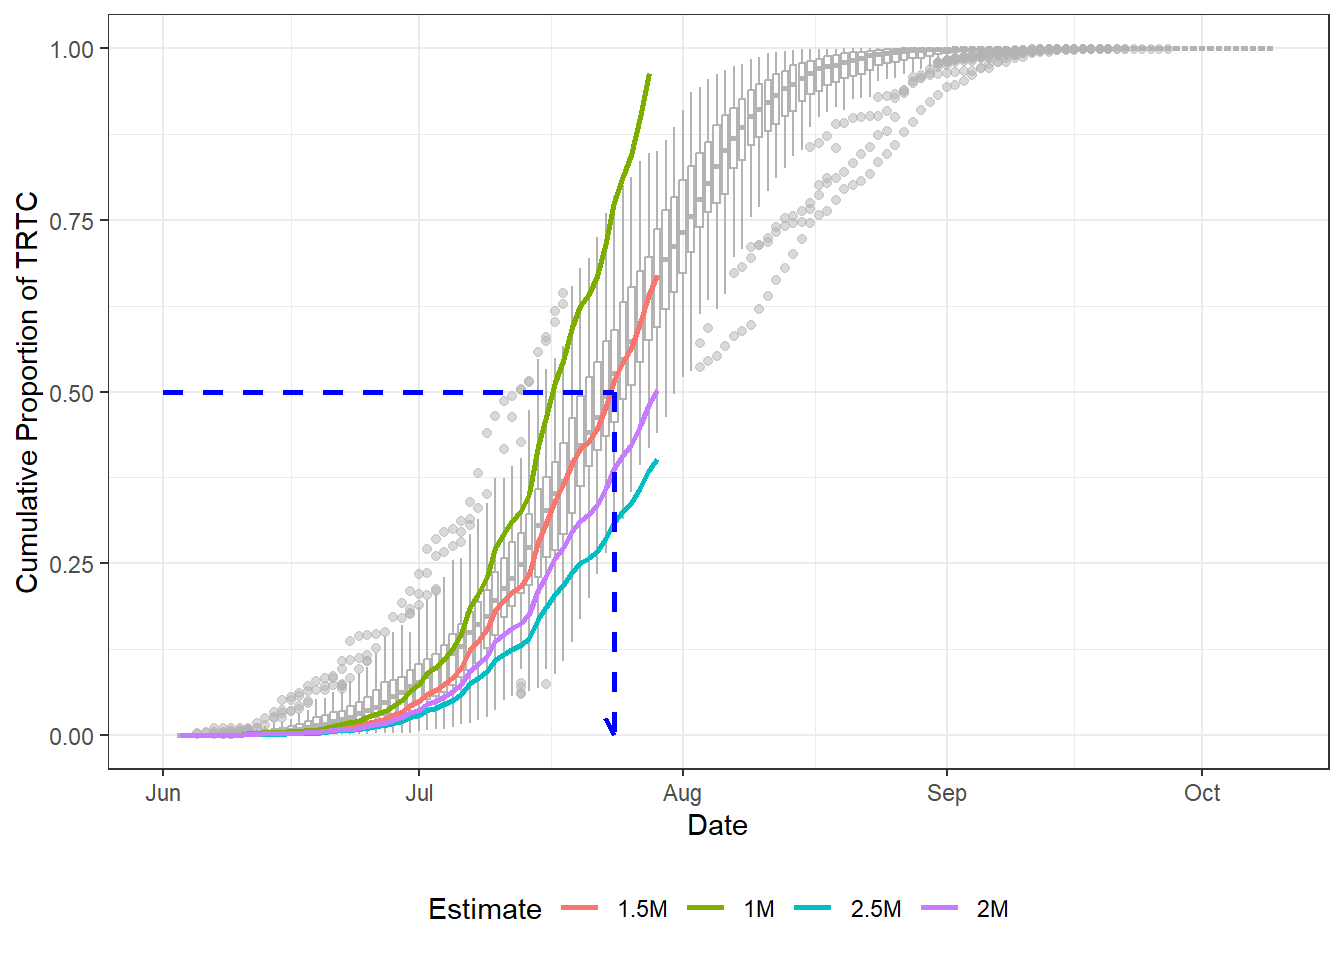 1.00
0.75
0.50
0.25
0.00
Cumulative Proportion of TRTC
Jun Jul Aug Sep Oct
Date
Estimate 1.5M 1M 2.5M 2M